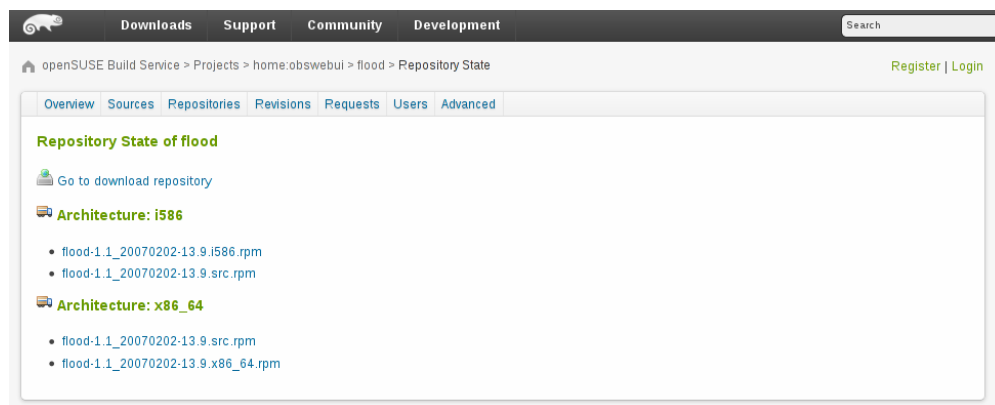 Downloads Support Community Development Search
openSUSE Build Service > Projects > home:obswebui > flood > Repository State Register | Login
Overview Sources Repositories Revisions Requests Users Advanced
Repository State of flood
Go to download repository
Architecture: i586
• flood-1.1_20070202-13.9.i586.rpm
• flood-1.1_20070202-13.9.src.rpm
Architecture: x86_64
• flood-1.1_20070202-13.9.src.rpm
• flood-1.1_20070202-13.9.x86_64.rpm